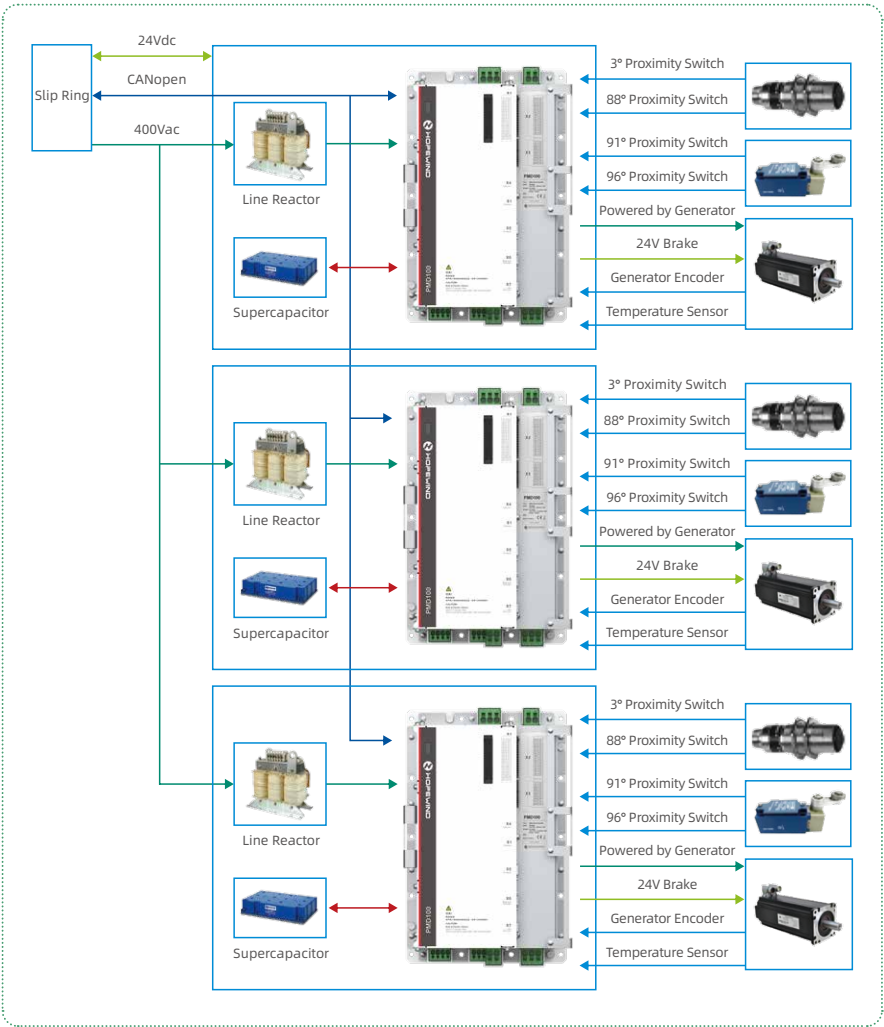 24Vdc
CANopen
Slip Ring
400Vac
Line Reactor
Supercapacitor
HOPEWIND
PMD100
PMD100
3° Proximity Switch
88° Proximity Switch
91° Proximity Switch
96° Proximity Switch
Powered by Generator
24V Brake
Generator Encoder
Temperature Sensor
Line Reactor
Supercapacitor
HOPEWIND
PMD100
PMD100
3° Proximity Switch
88° Proximity Switch
91° Proximity Switch
96° Proximity Switch
Powered by Generator
24V Brake
Generator Encoder
Temperature Sensor
Line Reactor
Supercapacitor
HOPEWIND
PMD100
PMD100
3° Proximity Switch
88° Proximity Switch
91° Proximity Switch
96° Proximity Switch
Powered by Generator
24V Brake
Generator Encoder
Temperature Sensor